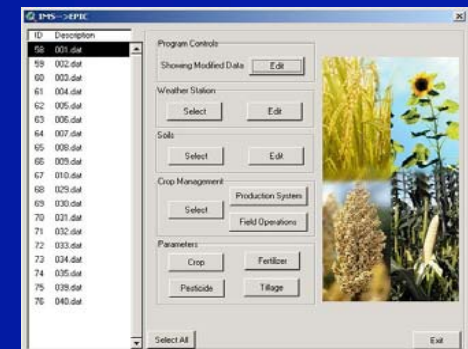 IMS-->EPIC
ID Description
58 001.dat
59 002.dat
60 003.dat
61 004.dat
62 005.dat
63 006.dat
64 007.dat
65 008.dat
66 009.dat
67 010.dat
68 029.dat
69 030.dat
70 031.dat
71 032.dat
72 033.dat
73 034.dat
74 035.dat
75 039.dat
76 040.dat
Program Controls
Showing Modified Data Edit
Weather Station
Select Edit
Soils
Select Edit
Crop Management
Select
Production System
Field Operations
Parameters
Crop Fertilizer
Pesticide Tillage
Select All Exit